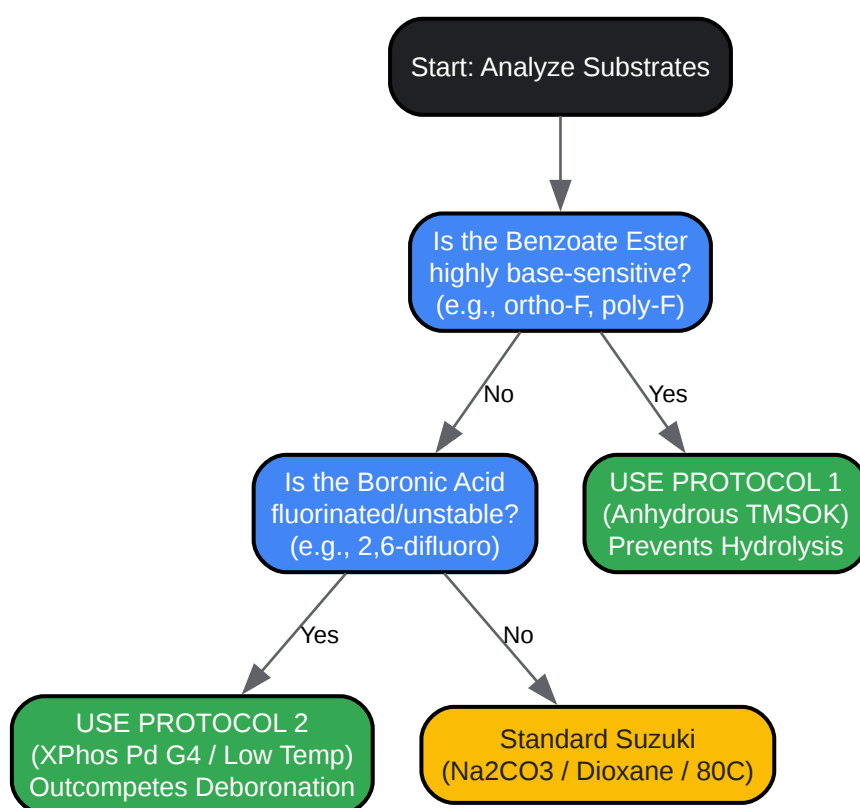 Start: Analyze Substrates
Is the Benzoate Ester
highly base-sensitive?
(e.g., ortho-F, poly-F)
No
Yes
Is the Boronic Acid
fluorinated/unstable?
(e.g., 2,6-difluoro)
USE PROTOCOL 1
(Anhydrous TMSOK)
Prevents Hydrolysis
Yes
No
USE PROTOCOL 2
(XPhos Pd G4 / Low Temp)
Outcompetes Deboronation
Standard Suzuki
(Na2CO3 / Dioxane / 80C)